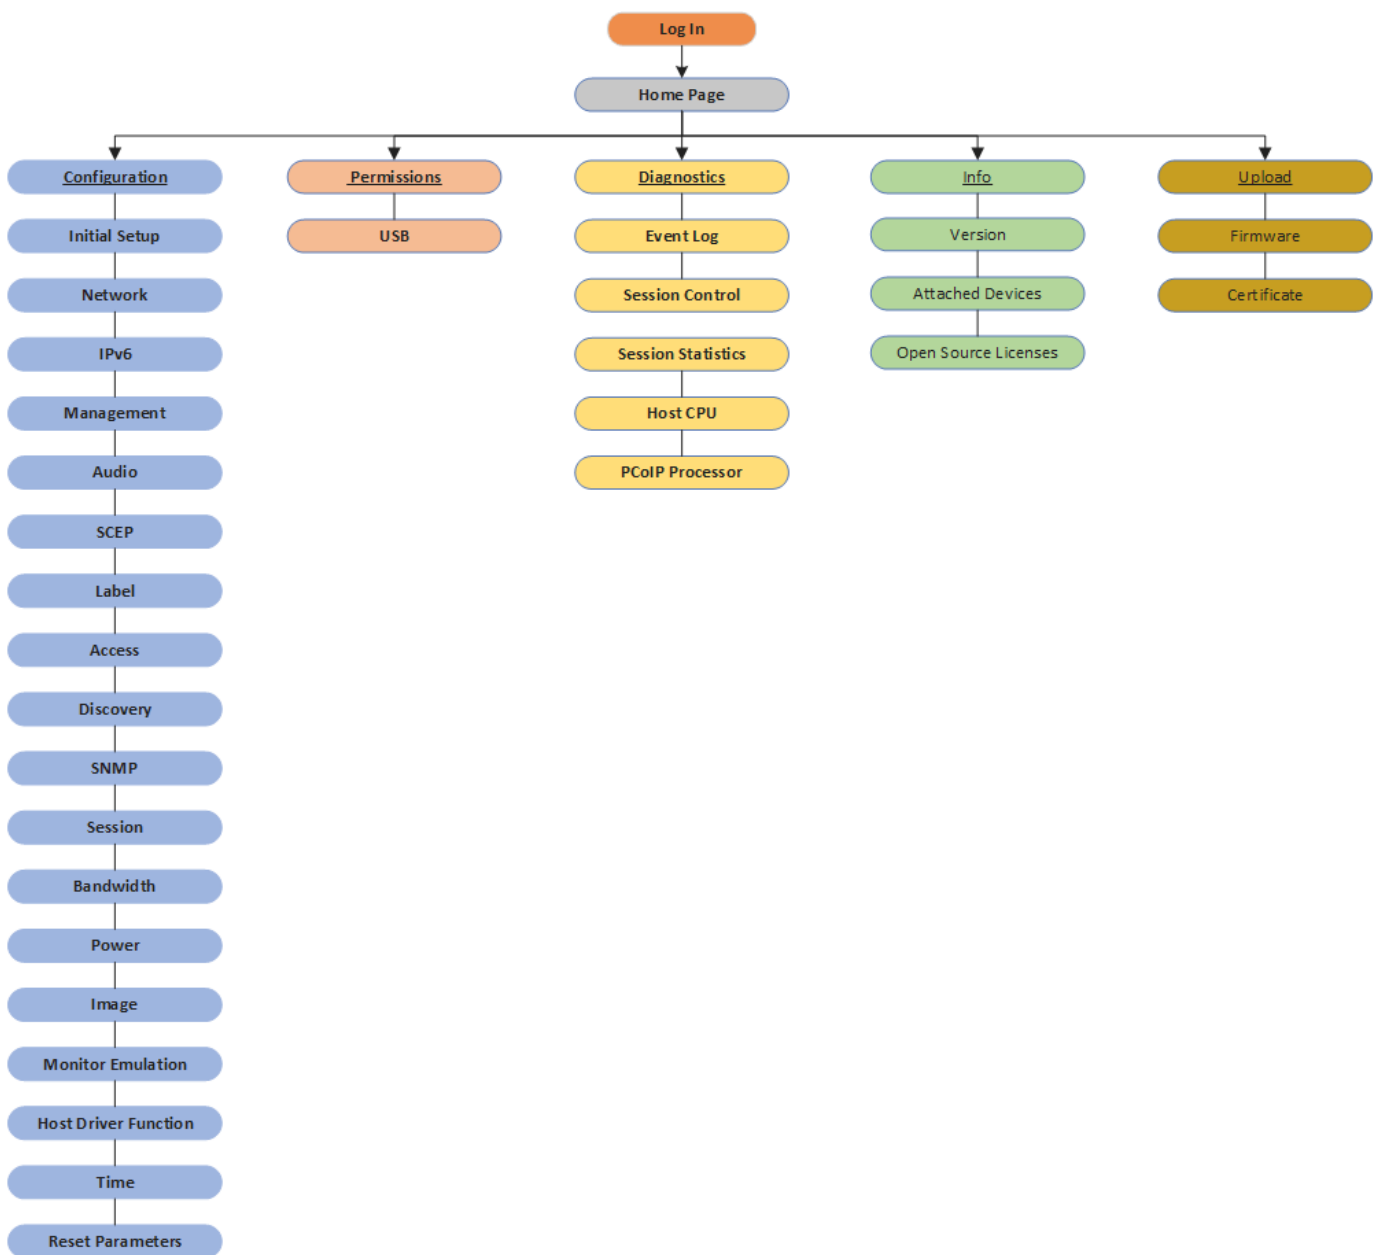 Log In
Home Page
Configuration
Permissions
Diagnostics
Info
Upload
Initial Setup
Network
IPv6
Management
Audio
SCEP
Label
Access
Discovery
SNMP
Session
Bandwidth
Power
Image
Monitor Emulation
Host Driver Function
Time
Reset Parameters
USB
Event Log
Session Control
Session Statistics
Host CPU
PCoIP Processor
Version
Attached Devices
Open Source Licenses
Firmware
Certificate